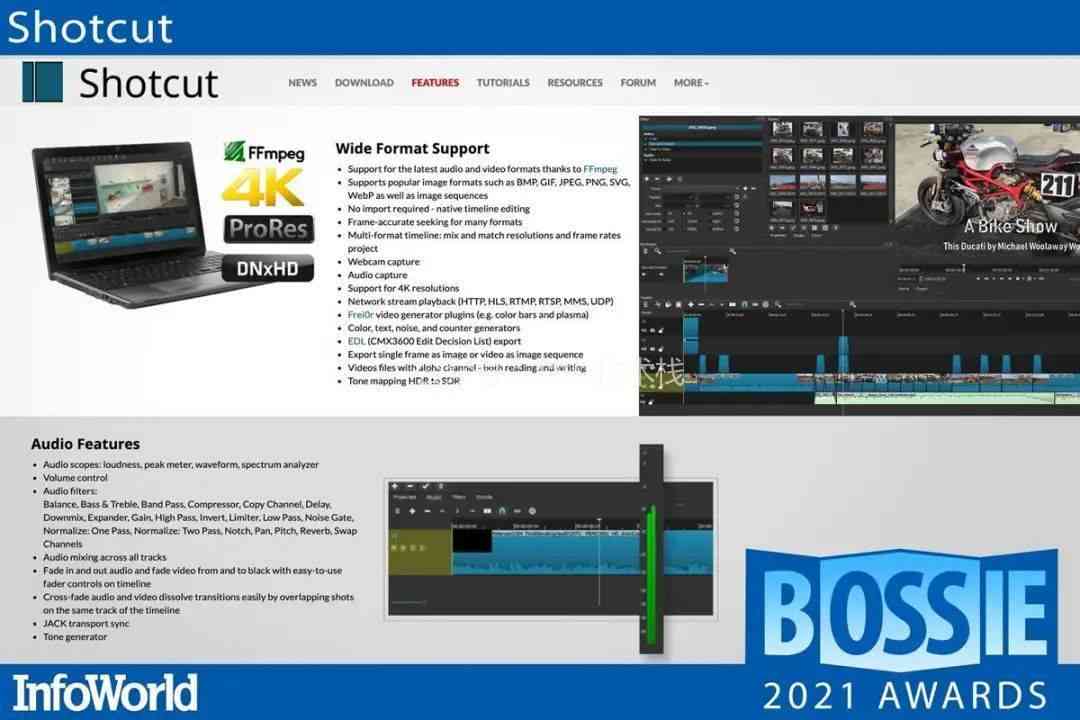 Shotcut
Shotcut
NEWS DOWNLOAD FEATURES TUTORIALS RESOURCES FORUM MORE
FFmpeg
4K
ProRes
DNxHD
Wide Format Support
• Support for the latest audio and video formats thanks to FFmpeg
• Supports popular image formats such as BMP, GIF, JPEG, PNG, SVG,
WebP as well as image sequences
• No import required - native timeline editing
• Frame-accurate seeking for many formats
• Multi-format timeline: mix and match resolutions and frame rates
project
• Webcam capture
• Audio capture
• Support for 4K resolutions
• Network stream playback (HTTP, HLS, RTMP, RTSP, MMS, UDP)
• Frei0r video generator plugins (e.g. color bars and plasma)
• Color, text, noise, and counter generators
• EDL (CMX3600 Edit Decision List) export
• Export single frame as image or video as image sequence
• Videos files with alpha channel - both reading and writing
• Tone mapping HDR to SDR
术栈
211
A Bike Show
This Ducati by Michael Woolaway Wo
Audio Features
• Audio scopes: loudness, peak meter, waveform, spectrum analyzer
• Volume control
• Audio filters:
Balance, Bass & Treble, Band Pass, Compressor, Copy Channel, Delay,
Downmix, Expander, Gain, High Pass, Invert, Limiter, Low Pass, Noise Gate,
Normalize: One Pass, Normalize: Two Pass, Notch, Pan, Pitch, Reverb, Swap
Channels
• Audio mixing across all tracks
• Fade in and out audio and fade video from and to black with easy-to-use
fader controls on timeline
• Cross-fade audio and video dissolve transitions easily by overlapping shots
on the same track of the timeline
• JACK transport sync
• Tone generator
BOSSIE
2021 AWARDS
InfoWorld